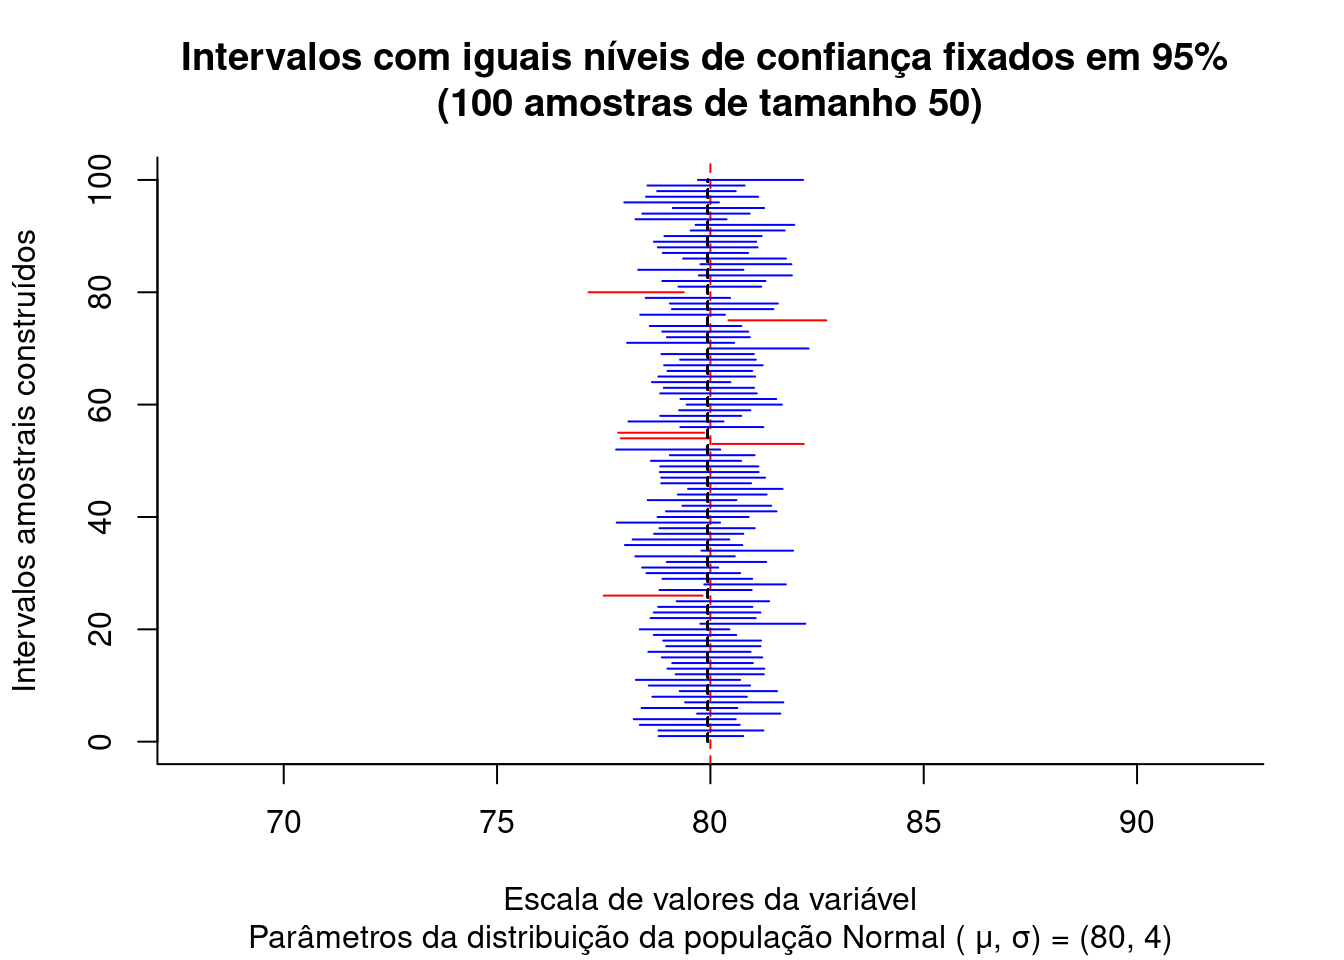 Intervalos com iguais níveis de confiança fixados em 95%
(100 amostras de tamanho 50)
Intervalos amostrais construídos
100
80
60
40
20
0
70 75 80 85 90
Escala de valores da variável
Parâmetros da distribuição da população Normal ( μ, σ) = (80, 4)